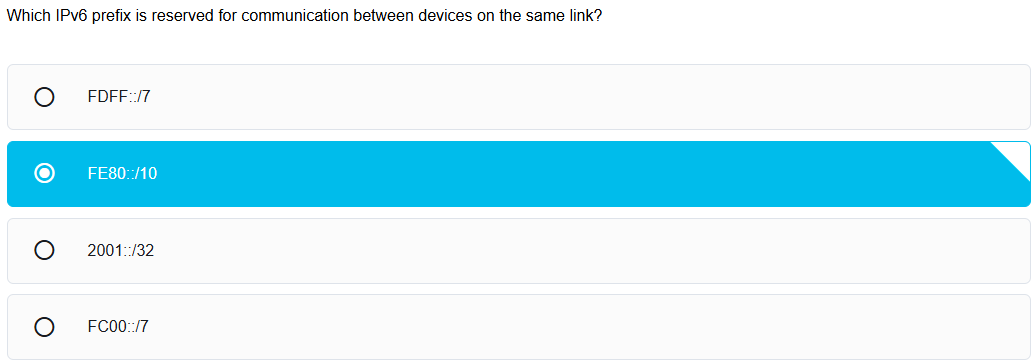 Which IPv6 prefix is reserved for communication between devices on the same link?
FDFF::/7
FE80::/10
2001::/32
FC00::/7